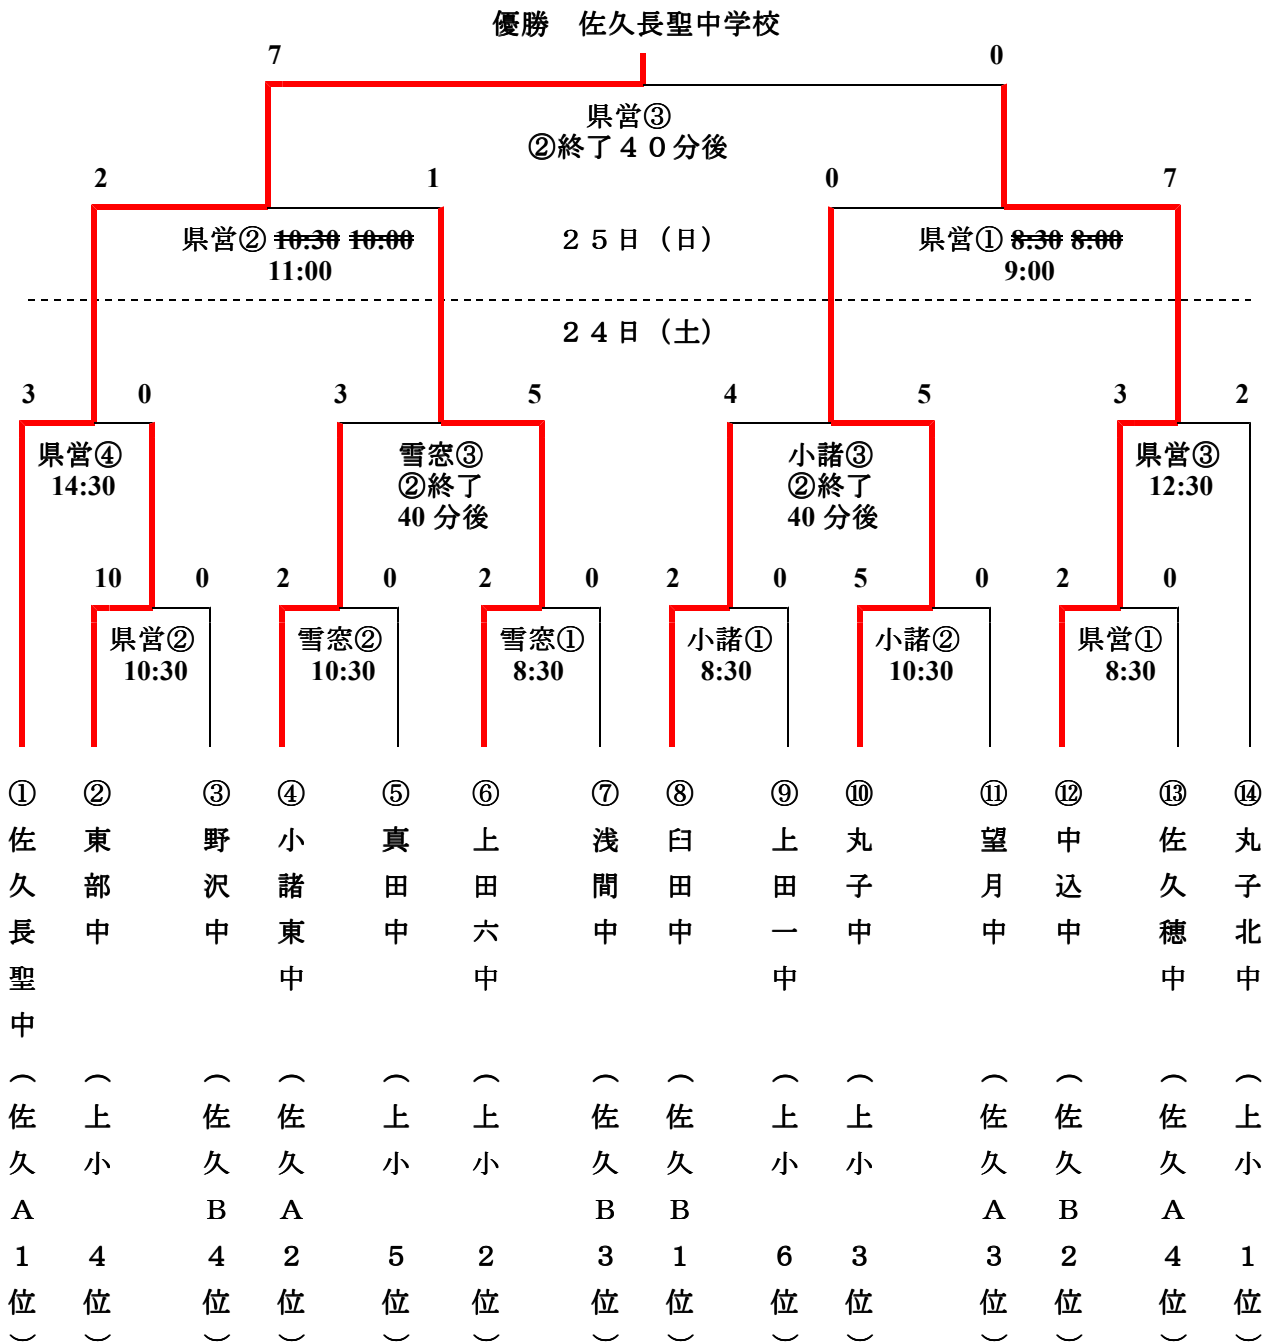 優勝　佐久長聖中学校
7
0
県営③
②終了４０分後
2
1
0
7
県営② 10:30 10:00
11:00
２５日（日）
県営① 8:30 8:00
9:00
２４日（土）
3
0
3
5
4
5
3
2
県営④
14:30
雪窓③
②終了
40 分後
小諸③
②終了
40 分後
県営③
12:30
10
0
2
0
2
0
2
0
5
0
2
0
県営②
10:30
雪窓②
10:30
雪窓①
8:30
小諸①
8:30
小諸②
10:30
県営①
8:30
①佐久長聖中（佐久A1位）
②東部中（上小4位）
③野沢中（佐久B4位）
④小諸東中（佐久A2位）
⑤真田中（上小5位）
⑥上田六中（上小2位）
⑦浅間中（佐久B3位）
⑧臼田中（佐久B1位）
⑨上田一中（上小6位）
⑩丸子中（上小3位）
⑪望月中（佐久A3位）
⑫中込中（佐久B2位）
⑬佐久穂中（佐久A4位）
⑭丸子北中（上小1位）